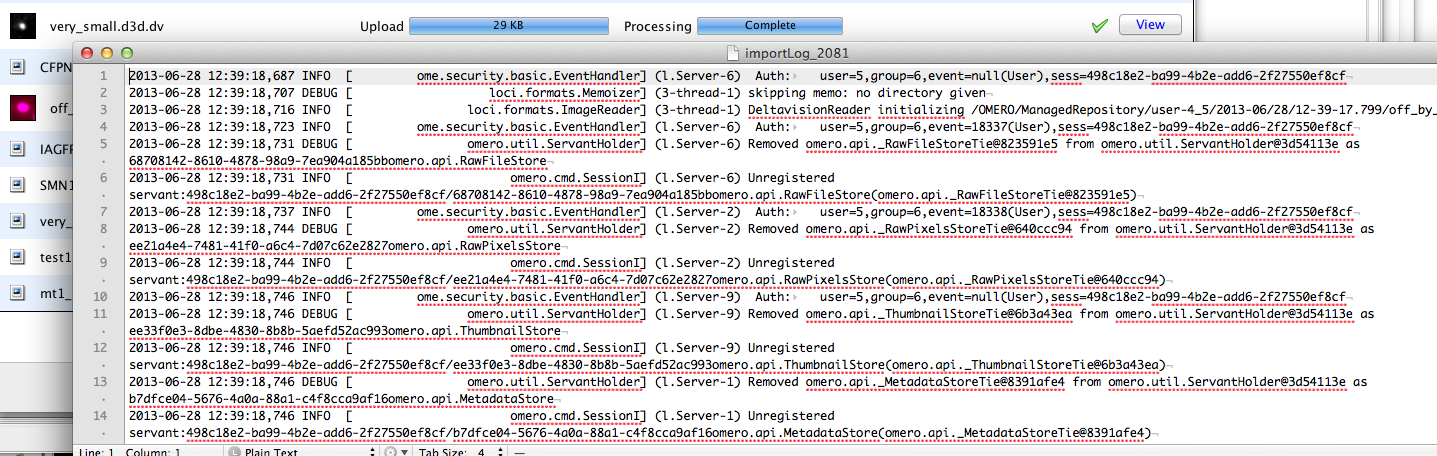 very_small.d3d.dv Upload 29 KB Processing Complete View
importLog_2081
CFPN
off_
IAGFP
SMN1
very_
test1
mt1_
1 2013-06-28 12:39:18,687 INFO [ ome.security.basic.EventHandler] (l.Server-6) Auth: user=5,group=6,event=null(User),sess=498c18e2-ba99-4b2e-add6-2f27550ef8cf
2 2013-06-28 12:39:18,707 DEBUG [ loci.formats.Memoizer] (3-thread-1) skipping memo: no directory given
3 2013-06-28 12:39:18,716 INFO [ loci.formats.ImageReader] (3-thread-1) DeltavisionReader initializing /OMERO/ManagedRepository/user-4_5/2013-06/28/12-39-17.799/off_by_
4 2013-06-28 12:39:18,723 INFO [ ome.security.basic.EventHandler] (l.Server-6) Auth: user=5,group=6,event=18337(User),sess=498c18e2-ba99-4b2e-add6-2f27550ef8cf
5 2013-06-28 12:39:18,731 DEBUG [ omero.util.ServantHolder] (l.Server-6) Removed omero.api._RawFileStoreTie@823591e5 from omero.util.ServantHolder@3d54113e as
68708142-8610-4878-98a9-7ea904a185bbomero.api.RawFileStore
6 2013-06-28 12:39:18,731 INFO [ omero.cmd.SessionI] (l.Server-6) Unregistered
servant:498c18e2-ba99-4b2e-add6-2f27550ef8cf/68708142-8610-4878-98a9-7ea904a185bbomero.api.RawFileStore(omero.api._RawFileStoreTie@823591e5)
7 2013-06-28 12:39:18,737 INFO [ ome.security.basic.EventHandler] (l.Server-2) Auth: user=5,group=6,event=18338(User),sess=498c18e2-ba99-4b2e-add6-2f27550ef8cf
8 2013-06-28 12:39:18,744 DEBUG [ omero.util.ServantHolder] (l.Server-2) Removed omero.api._RawPixelsStoreTie@640ccc94 from omero.util.ServantHolder@3d54113e as
ee21a4e4-7481-41f0-a6c4-7d07c62e2827omero.api.RawPixelsStore
9 2013-06-28 12:39:18,744 INFO [ omero.cmd.SessionI] (l.Server-2) Unregistered
servant:498c18e2-ba99-4b2e-add6-2f27550ef8cf/ee21a4e4-7481-41f0-a6c4-7d07c62e2827omero.api.RawPixelsStore(omero.api._RawPixelsStoreTie@640ccc94)
10 2013-06-28 12:39:18,746 INFO [ ome.security.basic.EventHandler] (l.Server-9) Auth: user=5,group=6,event=null(User),sess=498c18e2-ba99-4b2e-add6-2f27550ef8cf
11 2013-06-28 12:39:18,746 DEBUG [ omero.util.ServantHolder] (l.Server-9) Removed omero.api._ThumbnailStoreTie@6b3a43ea from omero.util.ServantHolder@3d54113e as
ee33f0e3-8dbe-4830-8b8b-5aefd52ac993omero.api.ThumbnailStore
12 2013-06-28 12:39:18,746 INFO [ omero.cmd.SessionI] (l.Server-9) Unregistered
servant:498c18e2-ba99-4b2e-add6-2f27550ef8cf/ee33f0e3-8dbe-4830-8b8b-5aefd52ac993omero.api.ThumbnailStore(omero.api._ThumbnailStoreTie@6b3a43ea)
13 2013-06-28 12:39:18,746 DEBUG [ omero.util.ServantHolder] (l.Server-1) Removed omero.api._MetadataStoreTie@8391afe4 from omero.util.ServantHolder@3d54113e as
b7dfce04-5676-4a0a-88a1-c4f8cca9af16omero.api.MetadataStore
14 2013-06-28 12:39:18,746 INFO [ omero.cmd.SessionI] (l.Server-1) Unregistered
servant:498c18e2-ba99-4b2e-add6-2f27550ef8cf/b7dfce04-5676-4a0a-88a1-c4f8cca9af16omero.api.MetadataStore(omero.api._MetadataStoreTie@8391afe4)
Line: 1 Column: 1 L Plain Text Tab Size: 4 —